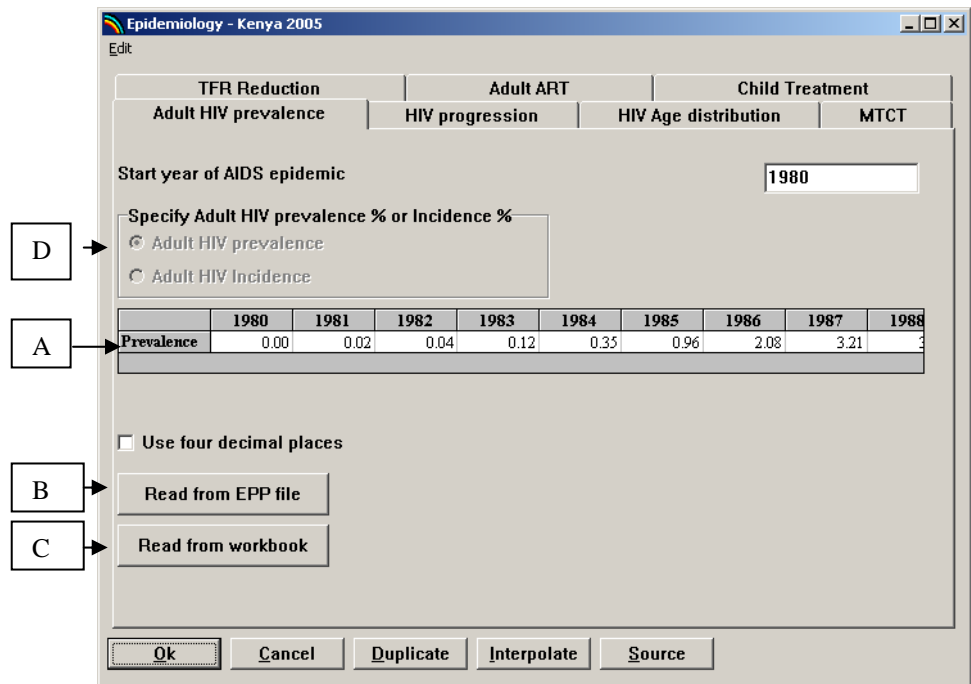 Epidemiology - Kenya 2005
Edit
TFR Reduction Adult ART Child Treatment
Adult HIV prevalence HIV progression HIV Age distribution MTCT
Start year of AIDS epidemic 1980
Specify Adult HIV prevalence % or Incidence %
D Adult HIV prevalence
Adult HIV Incidence
1980 1981 1982 1983 1984 1985 1986 1987 1988
A Prevalence 0.00 0.02 0.04 0.12 0.35 0.96 2.08 3.21
Use four decimal places
B Read from EPP file
C Read from workbook
Ok Cancel Duplicate Interpolate Source